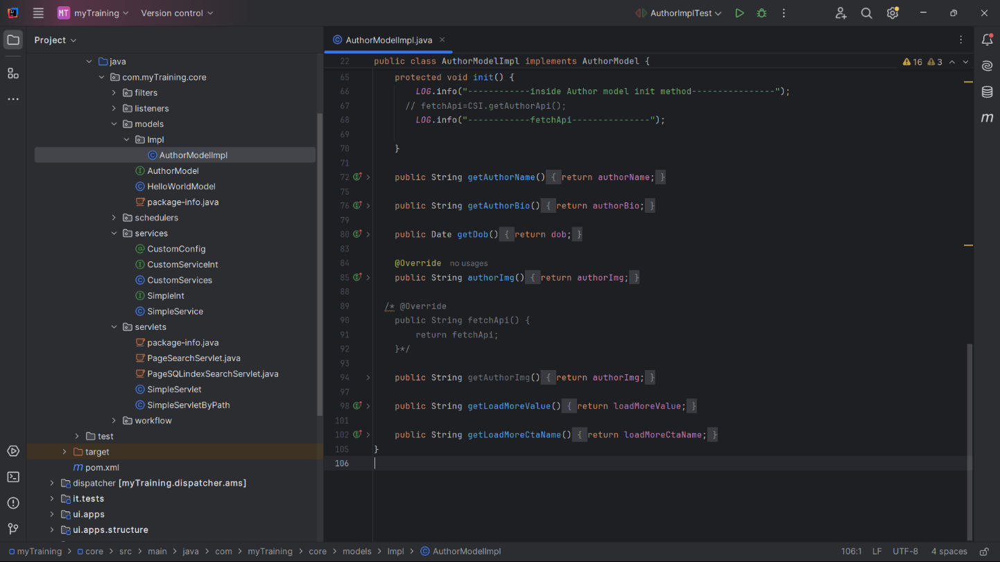 MT myTraining Version control AuthorImplTest
Project
java
com.myTraining.core
filters
listeners
models
Impl
AuthorModelImpl
AuthorModel
HelloWorldModel
package-info.java
schedulers
services
CustomConfig
CustomServiceInt
CustomServices
SimpleInt
SimpleService
servlets
package-info.java
PageSearchServlet.java
PageSQLindexSearchServlet.java
SimpleServlet
SimpleServletByPath
workflow
test
target
pom.xml
dispatcher [myTraining.dispatcher.ams]
it.tests
ui.apps
ui.apps.structure
AuthorModelImpl.java
22 public class AuthorModelImpl implements AuthorModel { 16 3
65 protected void init() {
66 LOG.info("------------inside Author model init method----------------");
67 // fetchApi=CSI.getAuthorApi();
68 LOG.info("------------fetchApi---------------");
69
70 }
71
72 public String getAuthorName() { return authorName; }
75
76 public String getAuthorBio() { return authorBio; }
79
80 public Date getDob() { return dob; }
83
84 @Override no usages
85 public String authorImg() { return authorImg; }
88
89 /* @Override
90 public String fetchApi() {
91 return fetchApi;
92 }*/
93
94 public String getAuthorImg() { return authorImg; }
97
98 public String getLoadMoreValue() { return loadMoreValue; }
101
102 public String getLoadMoreCtaName() { return loadMoreCtaName; }
105 }
106
myTraining > core > src > main > java > com > myTraining > core > models > Impl > AuthorModelImpl 106:1 LF UTF-8 4 spaces